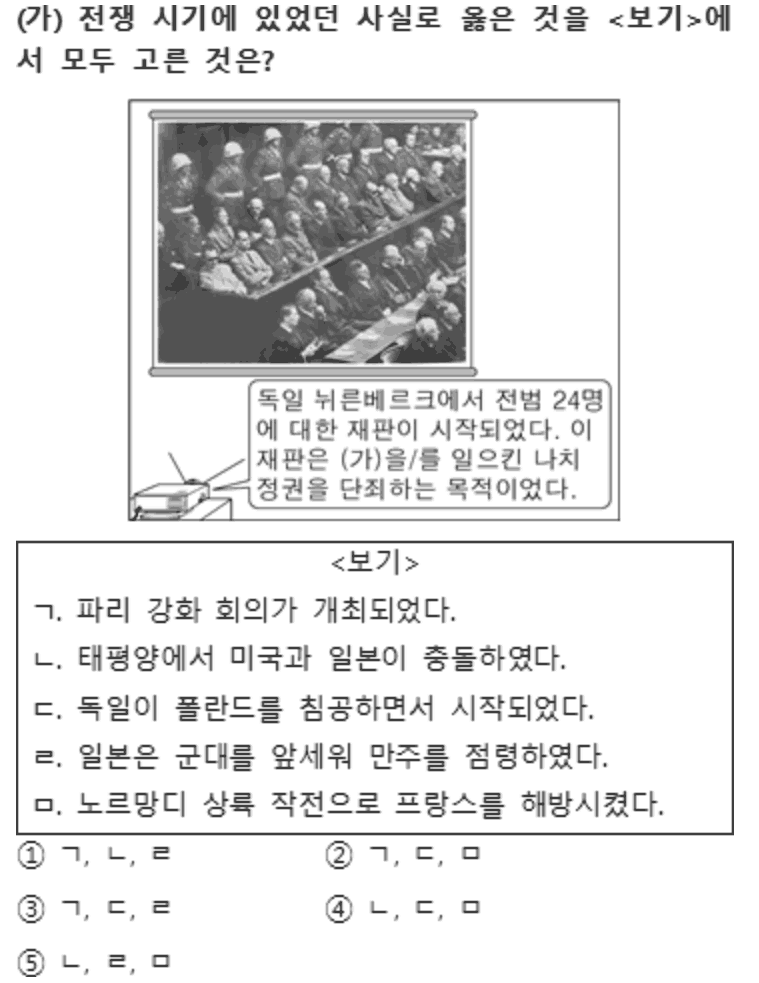 (가) 전쟁 시기에 있었던 사실로 옳은 것을 <보기>에
서 모두 고른 것은?
독일 뉘른베르크에서 전범 24명
에 대한 재판이 시작되었다. 이
재판은 (가)을/를 일으킨 나치
정권을 단죄하는 목적이었다.
<보기>
ㄱ. 파리 강화 회의가 개최되었다.
ㄴ. 태평양에서 미국과 일본이 충돌하였다.
ㄷ. 독일이 폴란드를 침공하면서 시작되었다.
ㄹ. 일본은 군대를 앞세워 만주를 점령하였다.
ㅁ. 노르망디 상륙 작전으로 프랑스를 해방시켰다.
① ㄱ, ㄴ, ㄹ ② ㄱ, ㄷ, ㅁ
③ ㄱ, ㄷ, ㄹ ④ ㄴ, ㄷ, ㅁ
⑤ ㄴ, ㄹ, ㅁ